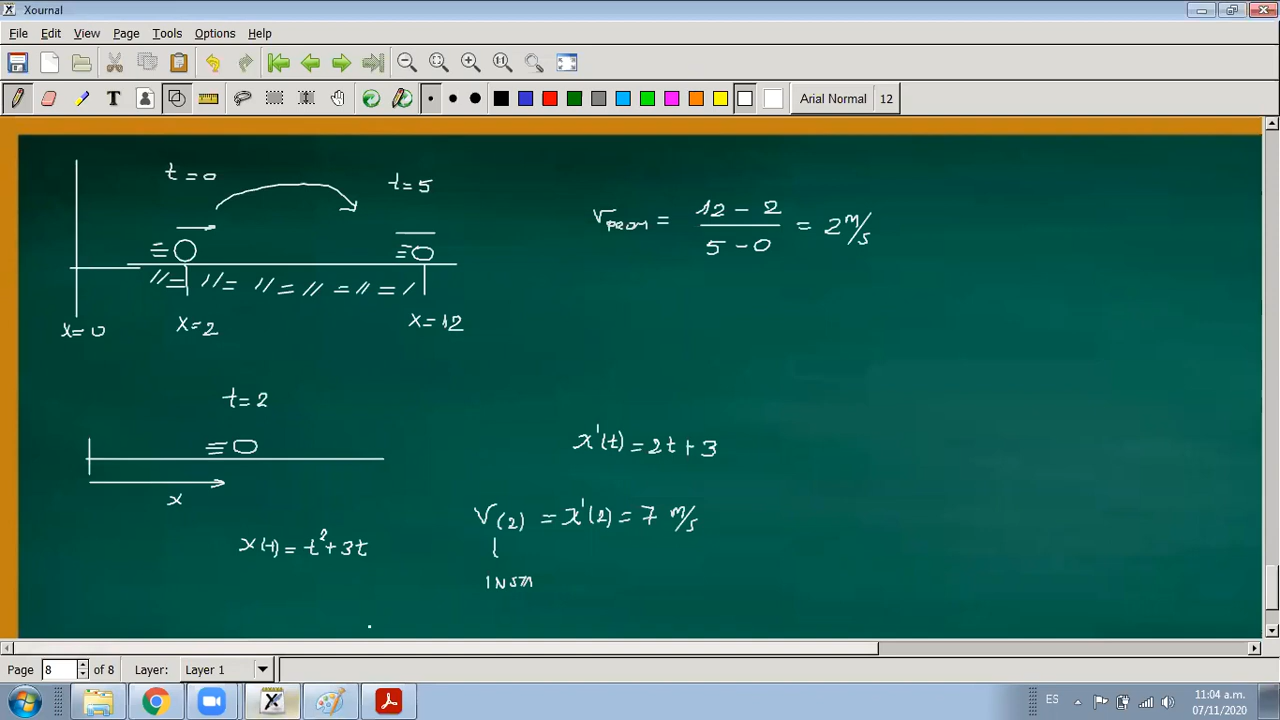 Xournal
File Edit View Page Tools Options Help
Arial Normal 12
t=0
t=5
x=0
x=2
x=12
V PROM = 12-2 / 5-0 = 2 m/s
t=2
x
x(t) = t²+3t
x'(t) = 2t+3
V(2) = x'(2) = 7 m/s
INSTA
Page 8 of 8 Layer: Layer 1
ES 11:04 a.m.
07/11/2020